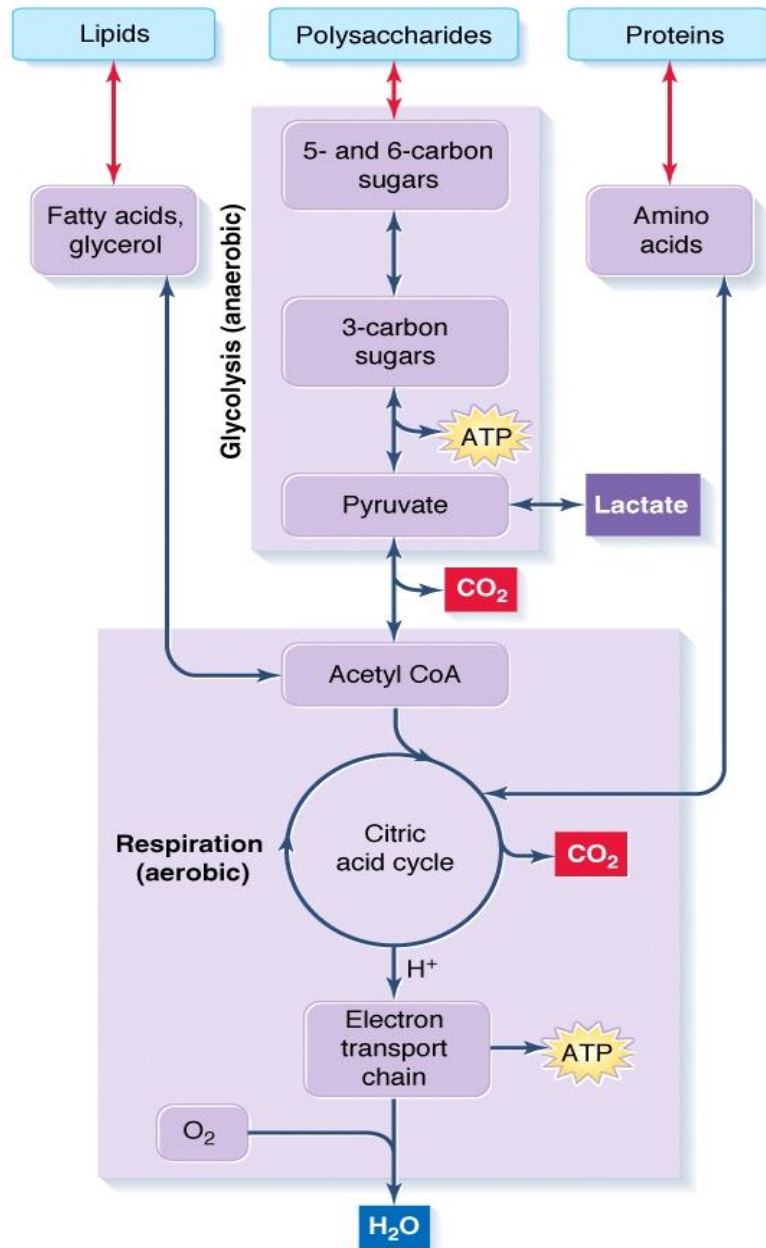 Lipids
Polysaccharides
Proteins
5- and 6-carbon
sugars
Fatty acids,
glycerol
Amino
acids
Glycolysis (anaerobic)
3-carbon
sugars
ATP
Pyruvate
Lactate
CO₂
Acetyl CoA
Respiration
(aerobic)
Citric
acid cycle
CO₂
H⁺
Electron
transport
chain
ATP
O₂
H₂O